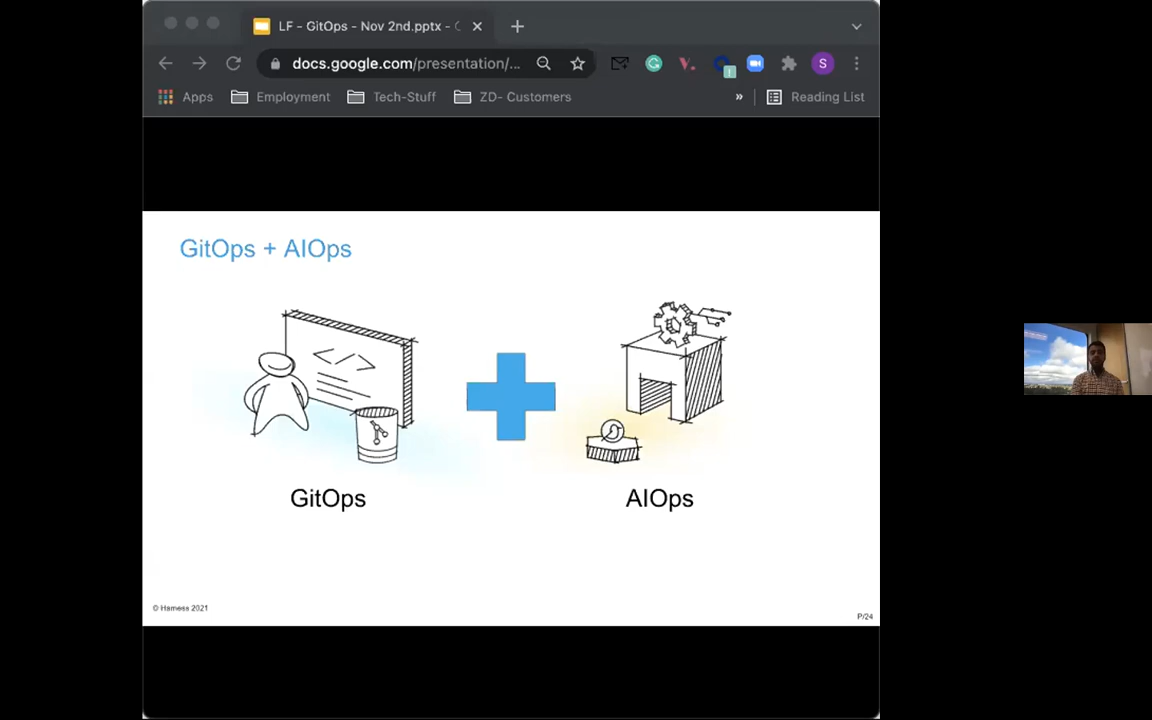 LF - GitOps - Nov 2nd.pptx -
docs.google.com/presentation/...
S
Apps Employment Tech-Stuff ZD- Customers » Reading List
GitOps + AIOps
</>
GitOps AIOps
© Harness 2021
P/24